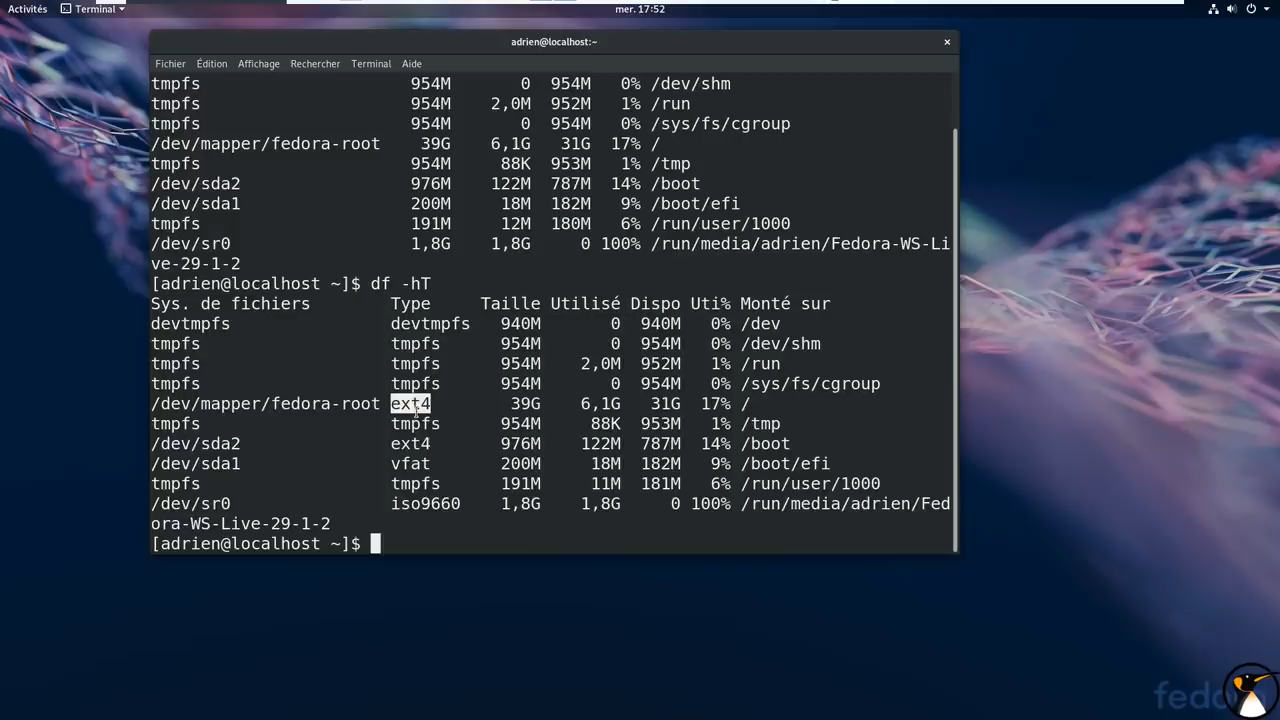 Activités Terminal mer. 17:52
adrien@localhost:~
Fichier Édition Affichage Rechercher Terminal Aide
tmpfs 954M 0 954M 0% /dev/shm
tmpfs 954M 2,0M 952M 1% /run
tmpfs 954M 0 954M 0% /sys/fs/cgroup
/dev/mapper/fedora-root 39G 6,1G 31G 17% /
tmpfs 954M 88K 953M 1% /tmp
/dev/sda2 976M 122M 787M 14% /boot
/dev/sda1 200M 18M 182M 9% /boot/efi
tmpfs 191M 12M 180M 6% /run/user/1000
/dev/sr0 1,8G 1,8G 0 100% /run/media/adrien/Fedora-WS-Li
ve-29-1-2
[adrien@localhost ~]$ df -hT
Sys. de fichiers Type Taille Utilisé Dispo Uti% Monté sur
devtmpfs devtmpfs 940M 0 940M 0% /dev
tmpfs tmpfs 954M 0 954M 0% /dev/shm
tmpfs tmpfs 954M 2,0M 952M 1% /run
tmpfs tmpfs 954M 0 954M 0% /sys/fs/cgroup
/dev/mapper/fedora-root ext4 39G 6,1G 31G 17% /
tmpfs tmpfs 954M 88K 953M 1% /tmp
/dev/sda2 ext4 976M 122M 787M 14% /boot
/dev/sda1 vfat 200M 18M 182M 9% /boot/efi
tmpfs tmpfs 191M 11M 181M 6% /run/user/1000
/dev/sr0 iso9660 1,8G 1,8G 0 100% /run/media/adrien/Fed
ora-WS-Live-29-1-2
[adrien@localhost ~]$